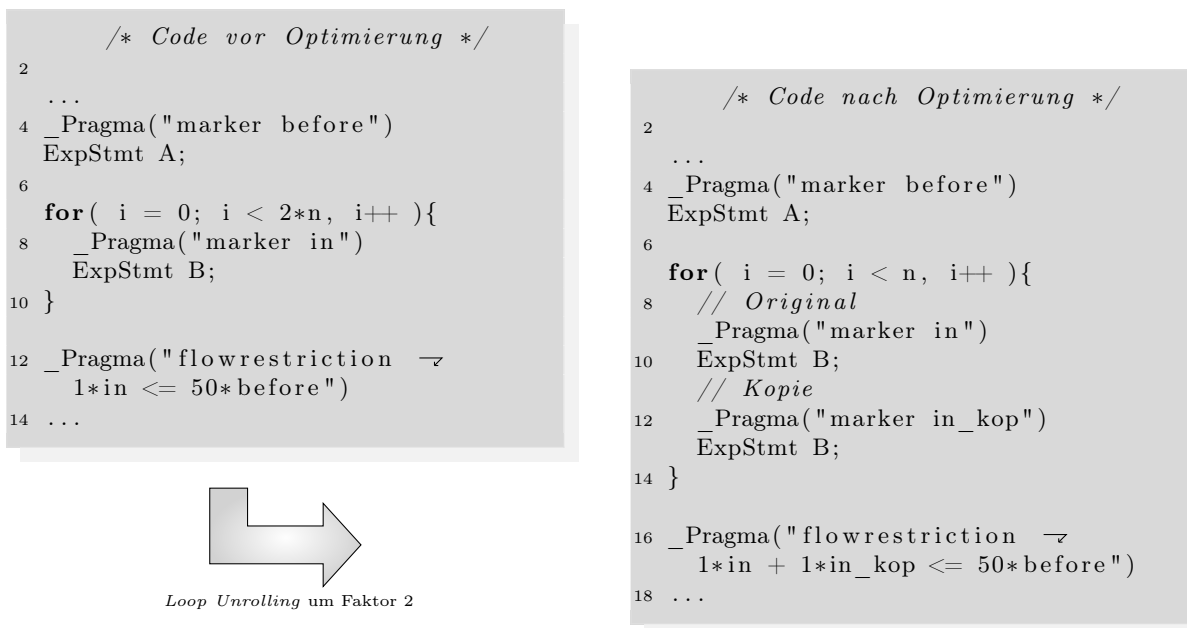 /* Code vor Optimierung */
2
...
4 _Pragma("marker before")
ExpStmt A;
6
for( i = 0; i < 2*n, i++ ){
8 _Pragma("marker in")
ExpStmt B;
10 }
12 _Pragma("flowrestriction
1*in <= 50*before")
14 ...
Loop Unrolling um Faktor 2
/* Code nach Optimierung */
2
...
4 _Pragma("marker before")
ExpStmt A;
6
for( i = 0; i < n, i++ ){
8 // Original
_Pragma("marker in")
10 ExpStmt B;
// Kopie
12 _Pragma("marker in_kop")
ExpStmt B;
14 }
16 _Pragma("flowrestriction
1*in + 1*in_kop <= 50*before")
18 ...